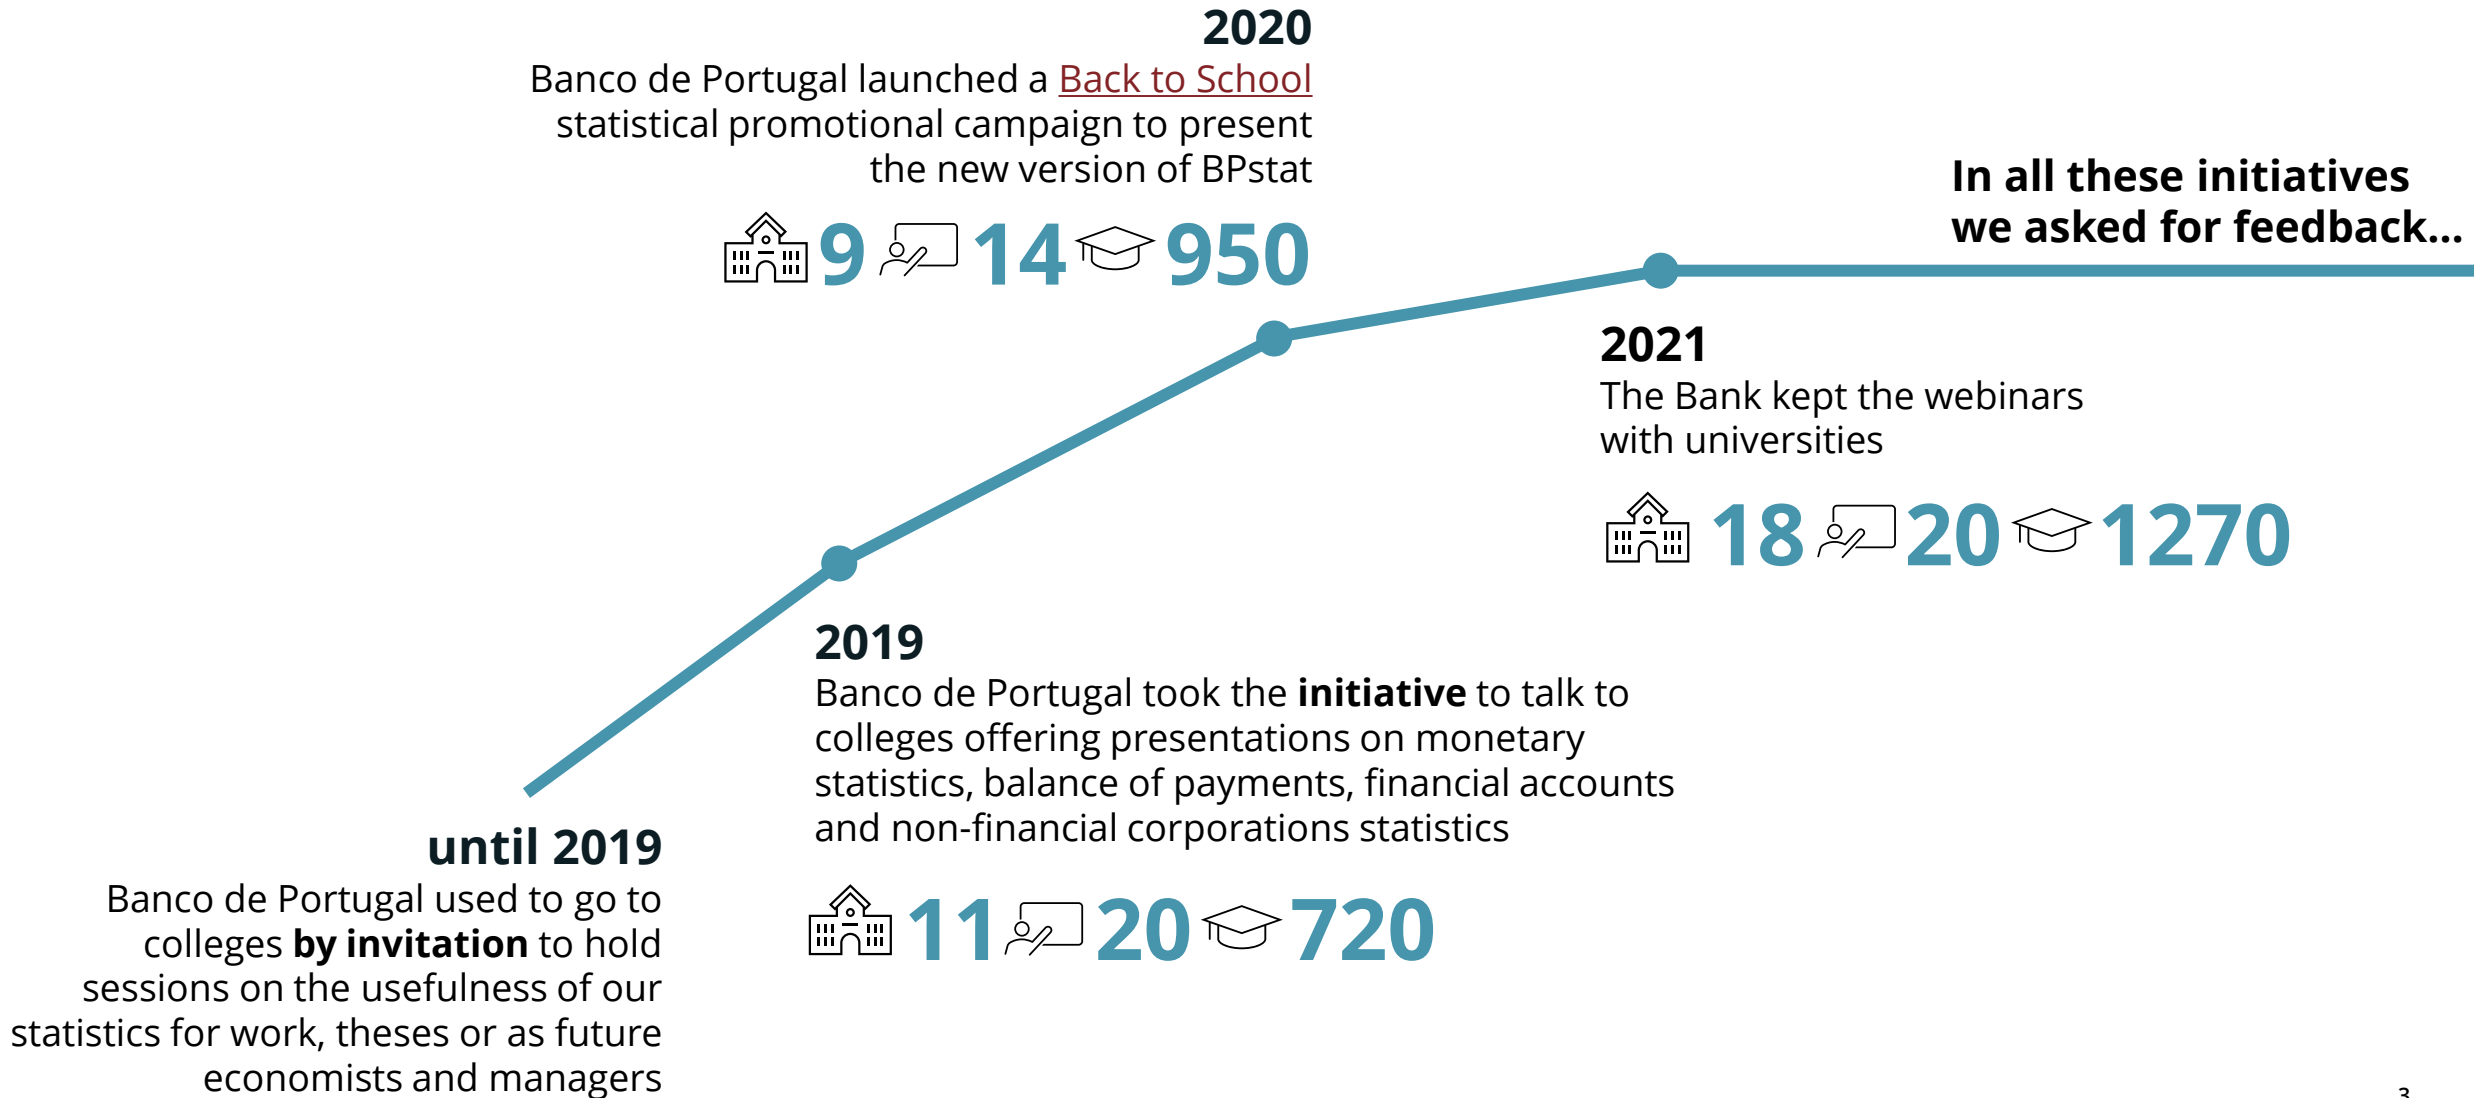 2020
Banco de Portugal launched a Back to School
statistical promotional campaign to present
the new version of BPstat
9 14 950
In all these initiatives
we asked for feedback...
2021
The Bank kept the webinars
with universities
18 20 1270
2019
Banco de Portugal took the initiative to talk to
colleges offering presentations on monetary
statistics, balance of payments, financial accounts
and non-financial corporations statistics
11 20 720
until 2019
Banco de Portugal used to go to
colleges by invitation to hold
sessions on the usefulness of our
statistics for work, theses or as future
economists and managers
3